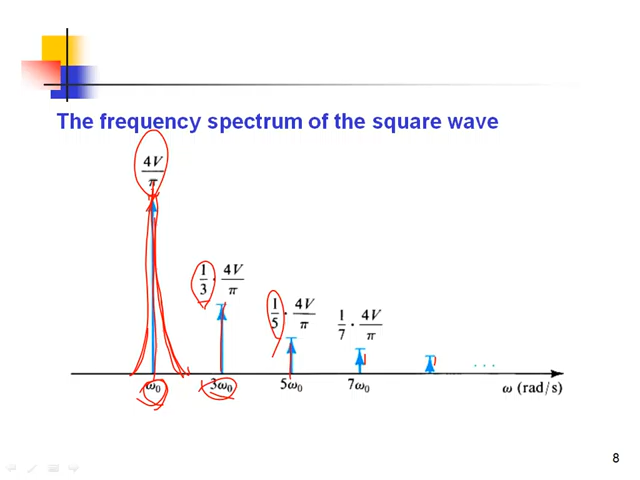 The frequency spectrum of the square wave
4V/π
1/3 · 4V/π
1/5 · 4V/π
1/7 · 4V/π
...
ω₀ 3ω₀ 5ω₀ 7ω₀ ω (rad/s)
8